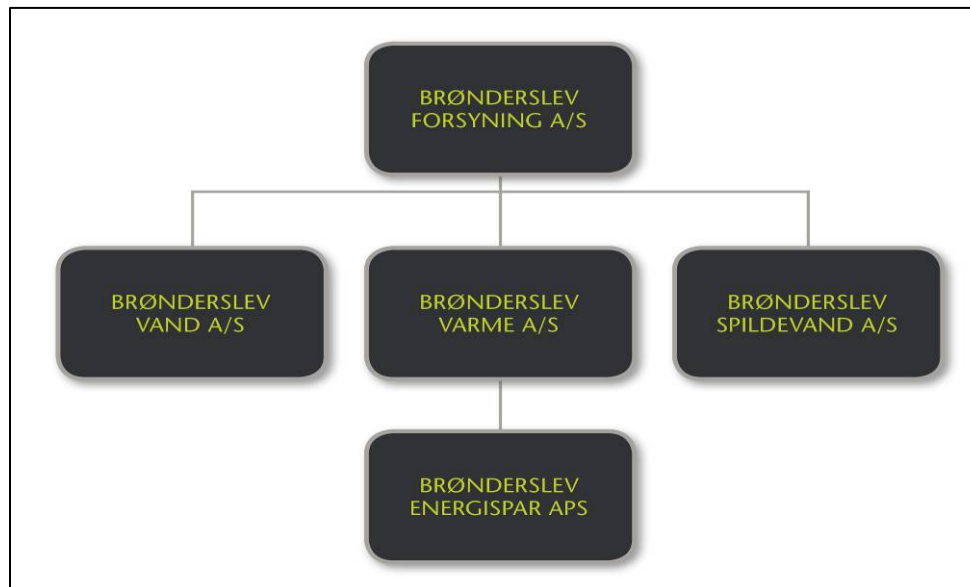 BRØNDERSLEV
FORSYNING A/S
BRØNDERSLEV
VAND A/S
BRØNDERSLEV
VARME A/S
BRØNDERSLEV
SPILDEVAND A/S
BRØNDERSLEV
ENERGISPAR APS